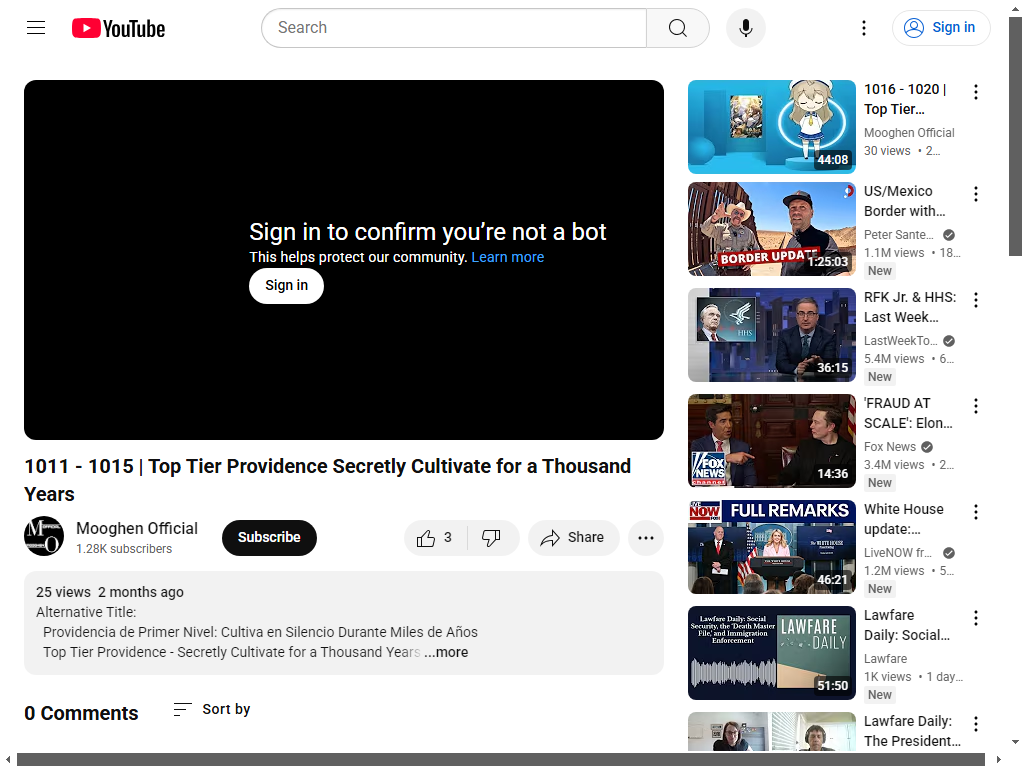 YouTube
Search
Sign in
Sign in to confirm you’re not a bot
This helps protect our community. Learn more
Sign in
1011 - 1015 | Top Tier Providence Secretly Cultivate for a Thousand
Years
Mooghen Official
1.28K subscribers
Subscribe
3
Share
25 views 2 months ago
Alternative Title:
Providencia de Primer Nivel: Cultiva en Silencio Durante Miles de Años
Top Tier Providence - Secretly Cultivate for a Thousand Years ...more
0 Comments
Sort by
44:08
1016 - 1020 |
Top Tier…
Mooghen Official
30 views • 2…
BORDER UPDATE
1:25:03
US/Mexico
Border with…
Peter Sante…
1.1M views • 18…
New
HHS
36:15
RFK Jr. & HHS:
Last Week…
LastWeekTo…
5.4M views • 6…
New
FOX
NEWS
channel
14:36
'FRAUD AT
SCALE': Elon…
Fox News
3.4M views • 2…
New
LIVE
NOW
FOX
FULL REMARKS
46:21
White House
update:…
LiveNOW fr…
1.2M views • 5…
New
Lawfare Daily: Social
Security, the 'Death Master
File,' and Immigration
Enforcement
LAWFARE
DAILY
51:50
Lawfare
Daily: Social…
Lawfare
1K views • 1 day…
New
Lawfare Daily:
The President…